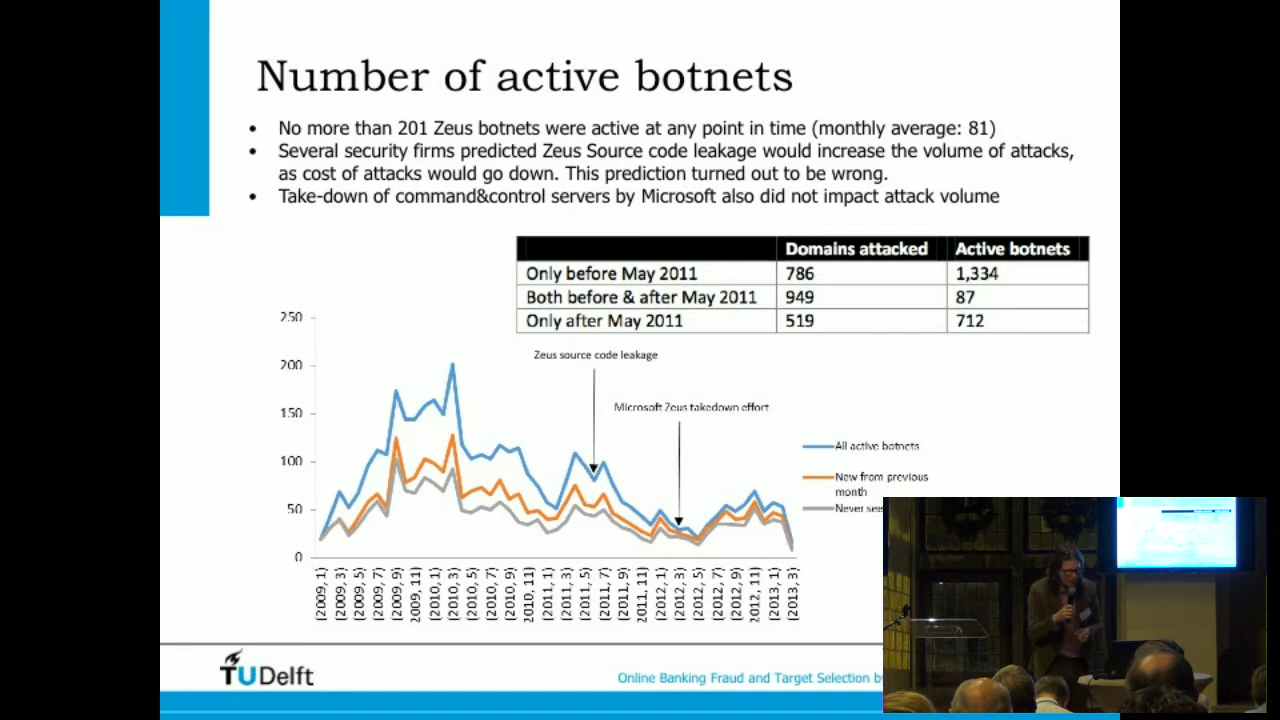 Number of active botnets
• No more than 201 Zeus botnets were active at any point in time (monthly average: 81)
• Several security firms predicted Zeus Source code leakage would increase the volume of attacks,
as cost of attacks would go down. This prediction turned out to be wrong.
• Take-down of command&control servers by Microsoft also did not impact attack volume
Domains attacked Active botnets
Only before May 2011 786 1,334
Both before & after May 2011 949 87
Only after May 2011 519 712
Zeus source code leakage
Microsoft Zeus takedown effort
250
200
150
100
50
0
All active botnets
New from previous
month
Never
(2009, 1) (2009, 3) (2009, 5) (2009, 7) (2009, 9) 2009, 11) (2010, 1) (2010, 3) (2010, 5) (2010, 7) (2010, 9) 2010, 11) (2011, 1) (2011, 3) (2011, 5) (2011, 7) (2011, 9) 2011, 11) (2012, 1) (2012, 3) (2012, 5) (2012, 7) (2012, 9) 2012, 11) (2013, 1) (2013, 3)
TU Delft
Online Banking Fraud and Target Selection